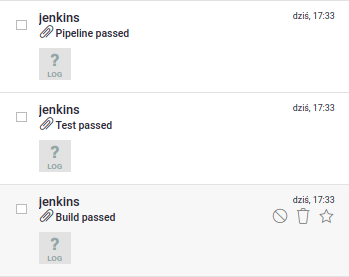 jenkins
dziś, 17:33
Pipeline passed
?
LOG
jenkins
dziś, 17:33
Test passed
?
LOG
jenkins
dziś, 17:33
Build passed
?
LOG